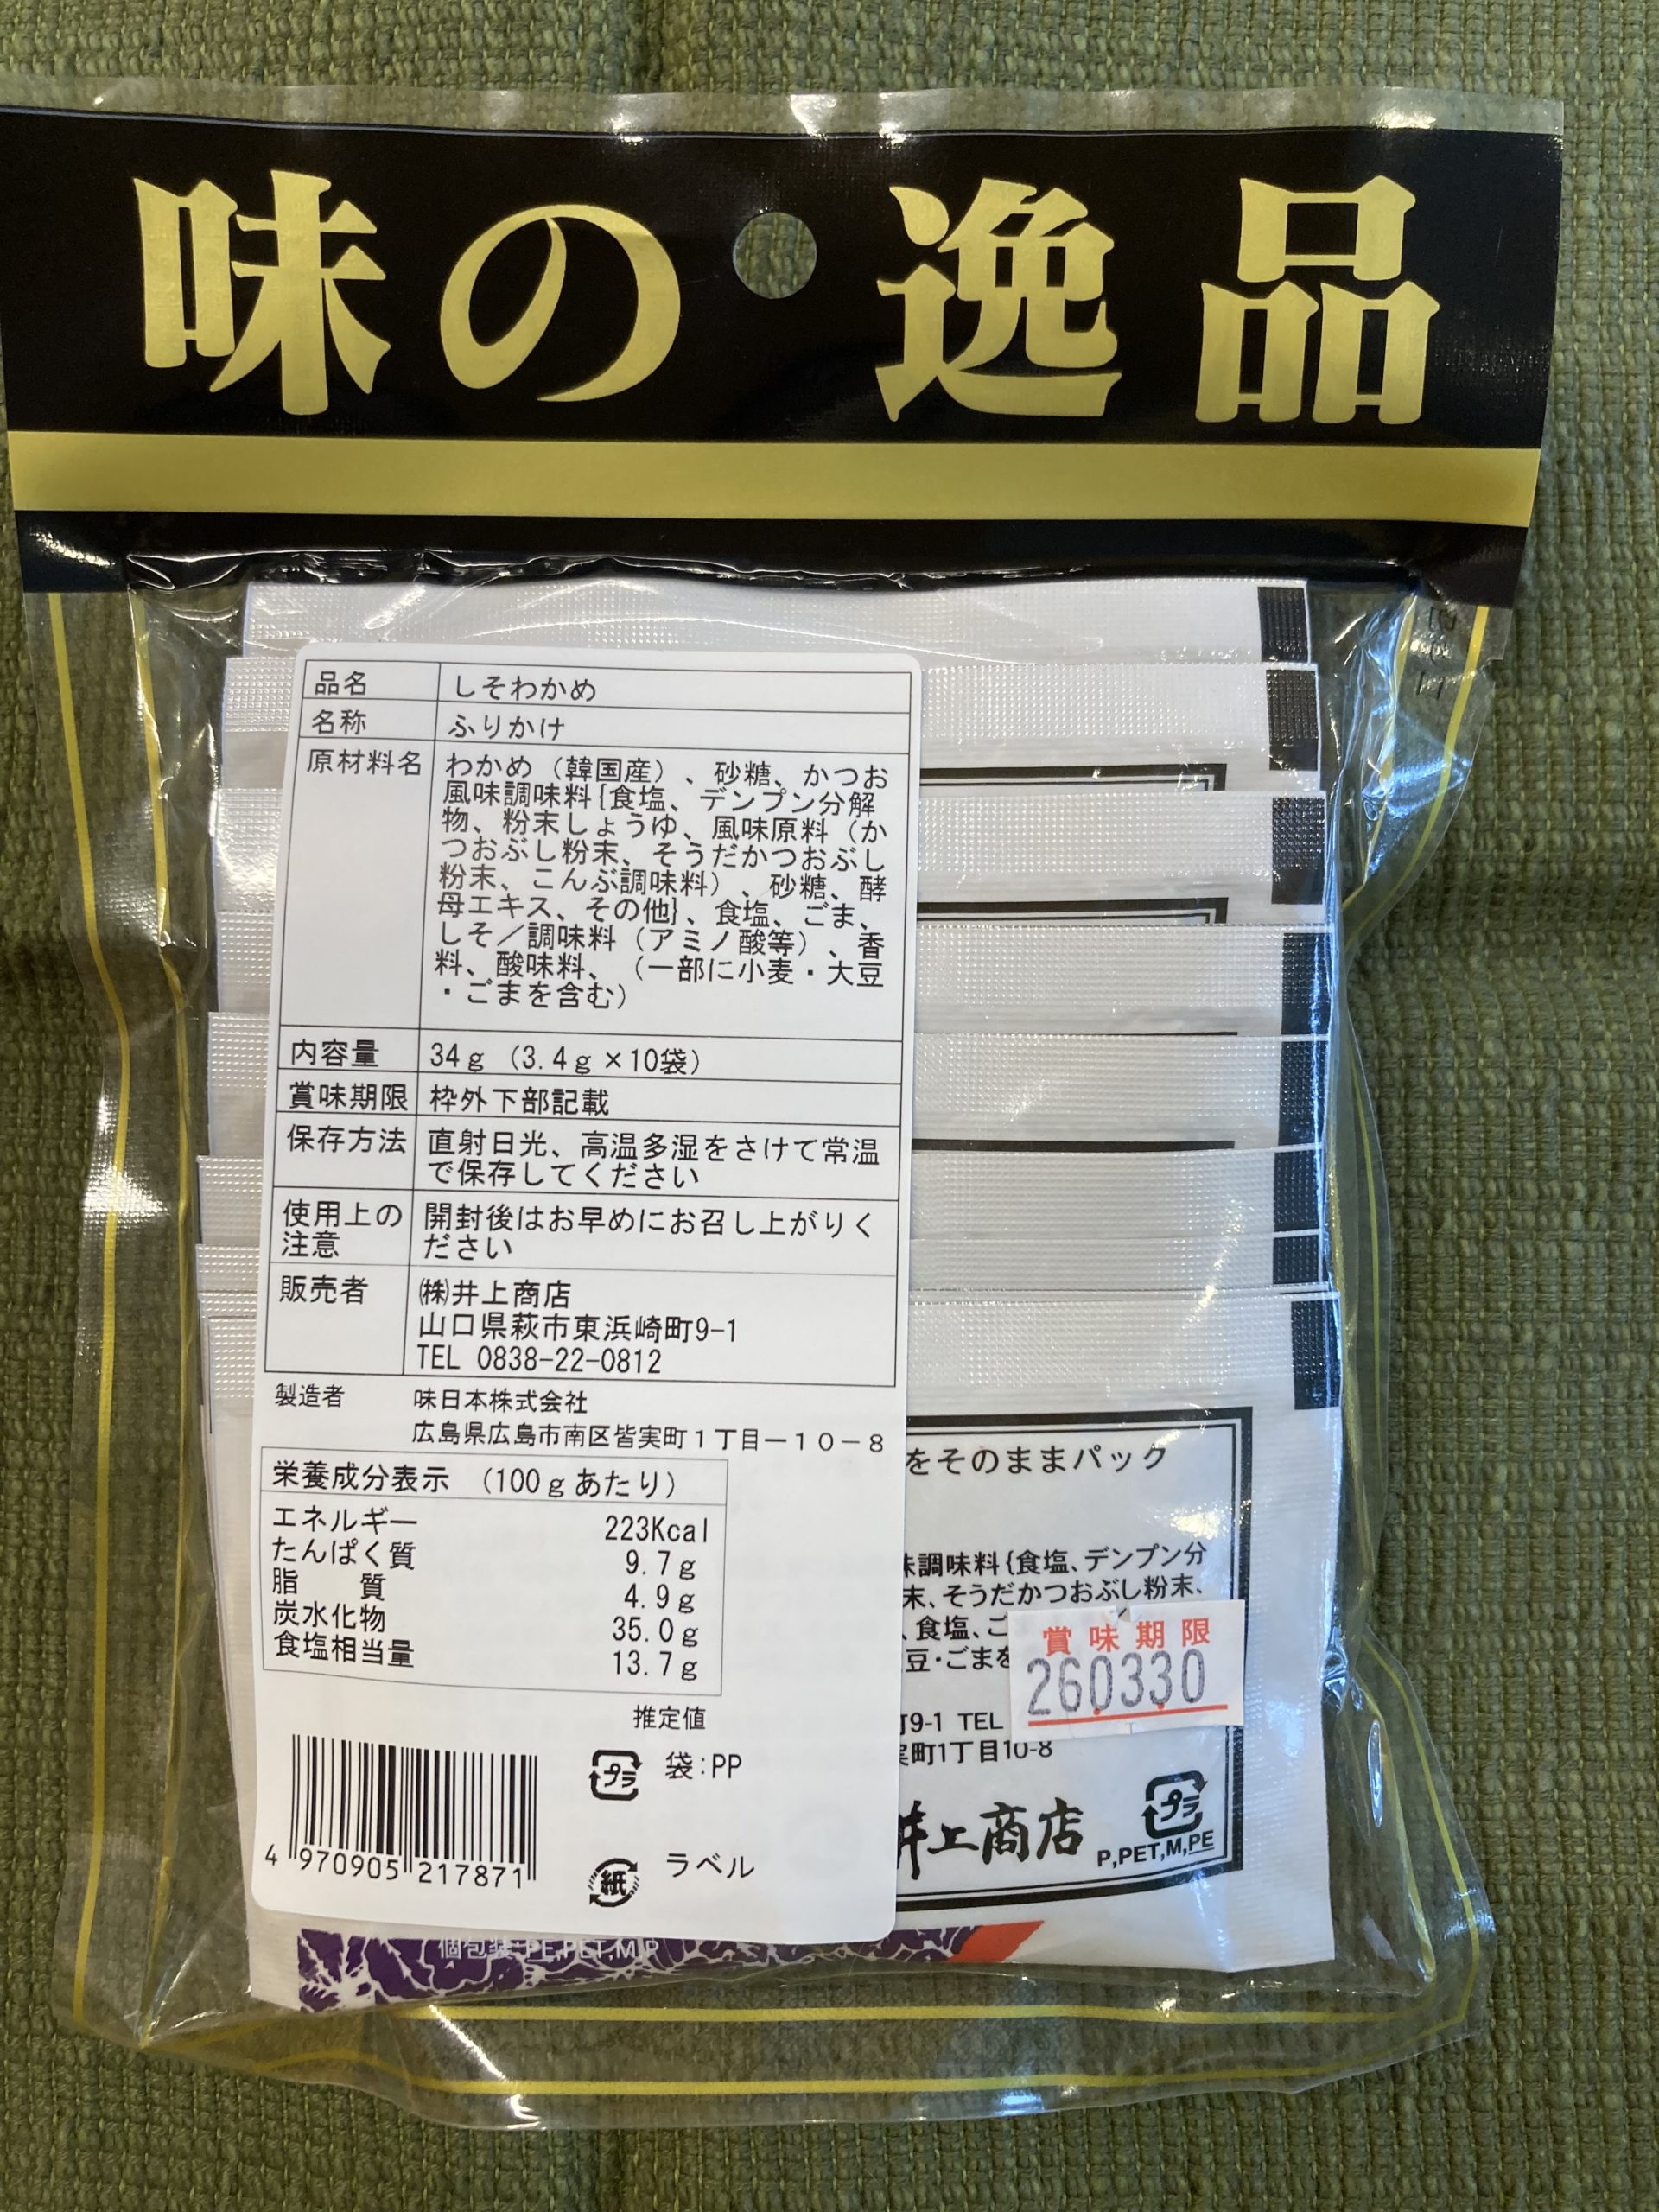 味の逸品
品名 しそわかめ
名称 ふりかけ
原材料名 わかめ（韓国産）、砂糖、かつお
風味調味料{食塩、デンプン分解
物、粉末しょうゆ、風味原料（か
つおぶし粉末、そうだかつおぶし
粉末、こんぶ調味料）、砂糖、酵
母エキス、その他}、食塩、ごま、
しそ／調味料（アミノ酸等）、香
料、酸味料、（一部に小麦・大豆
・ごまを含む）
内容量 34g（3.4g×10袋）
賞味期限 枠外下部記載
保存方法 直射日光、高温多湿をさけて常温
で保存してください
使用上の注意 開封後はお早めにお召し上がりく
ださい
販売者 ㈱井上商店
山口県萩市東浜崎町9-1
TEL 0838-22-0812
製造者 味日本株式会社
広島県広島市南区皆実町１丁目ー１０－８
栄養成分表示（100gあたり）
エネルギー 223Kcal
たんぱく質 9.7g
脂 質 4.9g
炭水化物 35.0g
食塩相当量 13.7g
推定値
プラ 袋:PP
紙 ラベル
4 970905 217871
をそのままパック
味調味料{食塩、デンプン分
末、そうだかつおぶし粉末、
、食塩、ご
豆・ごまを
賞味期限
260330
町9-1 TEL
実町1丁目10-8
井上商店
プラ
P,PET,M,PE
個包装:PE,PET,M,P